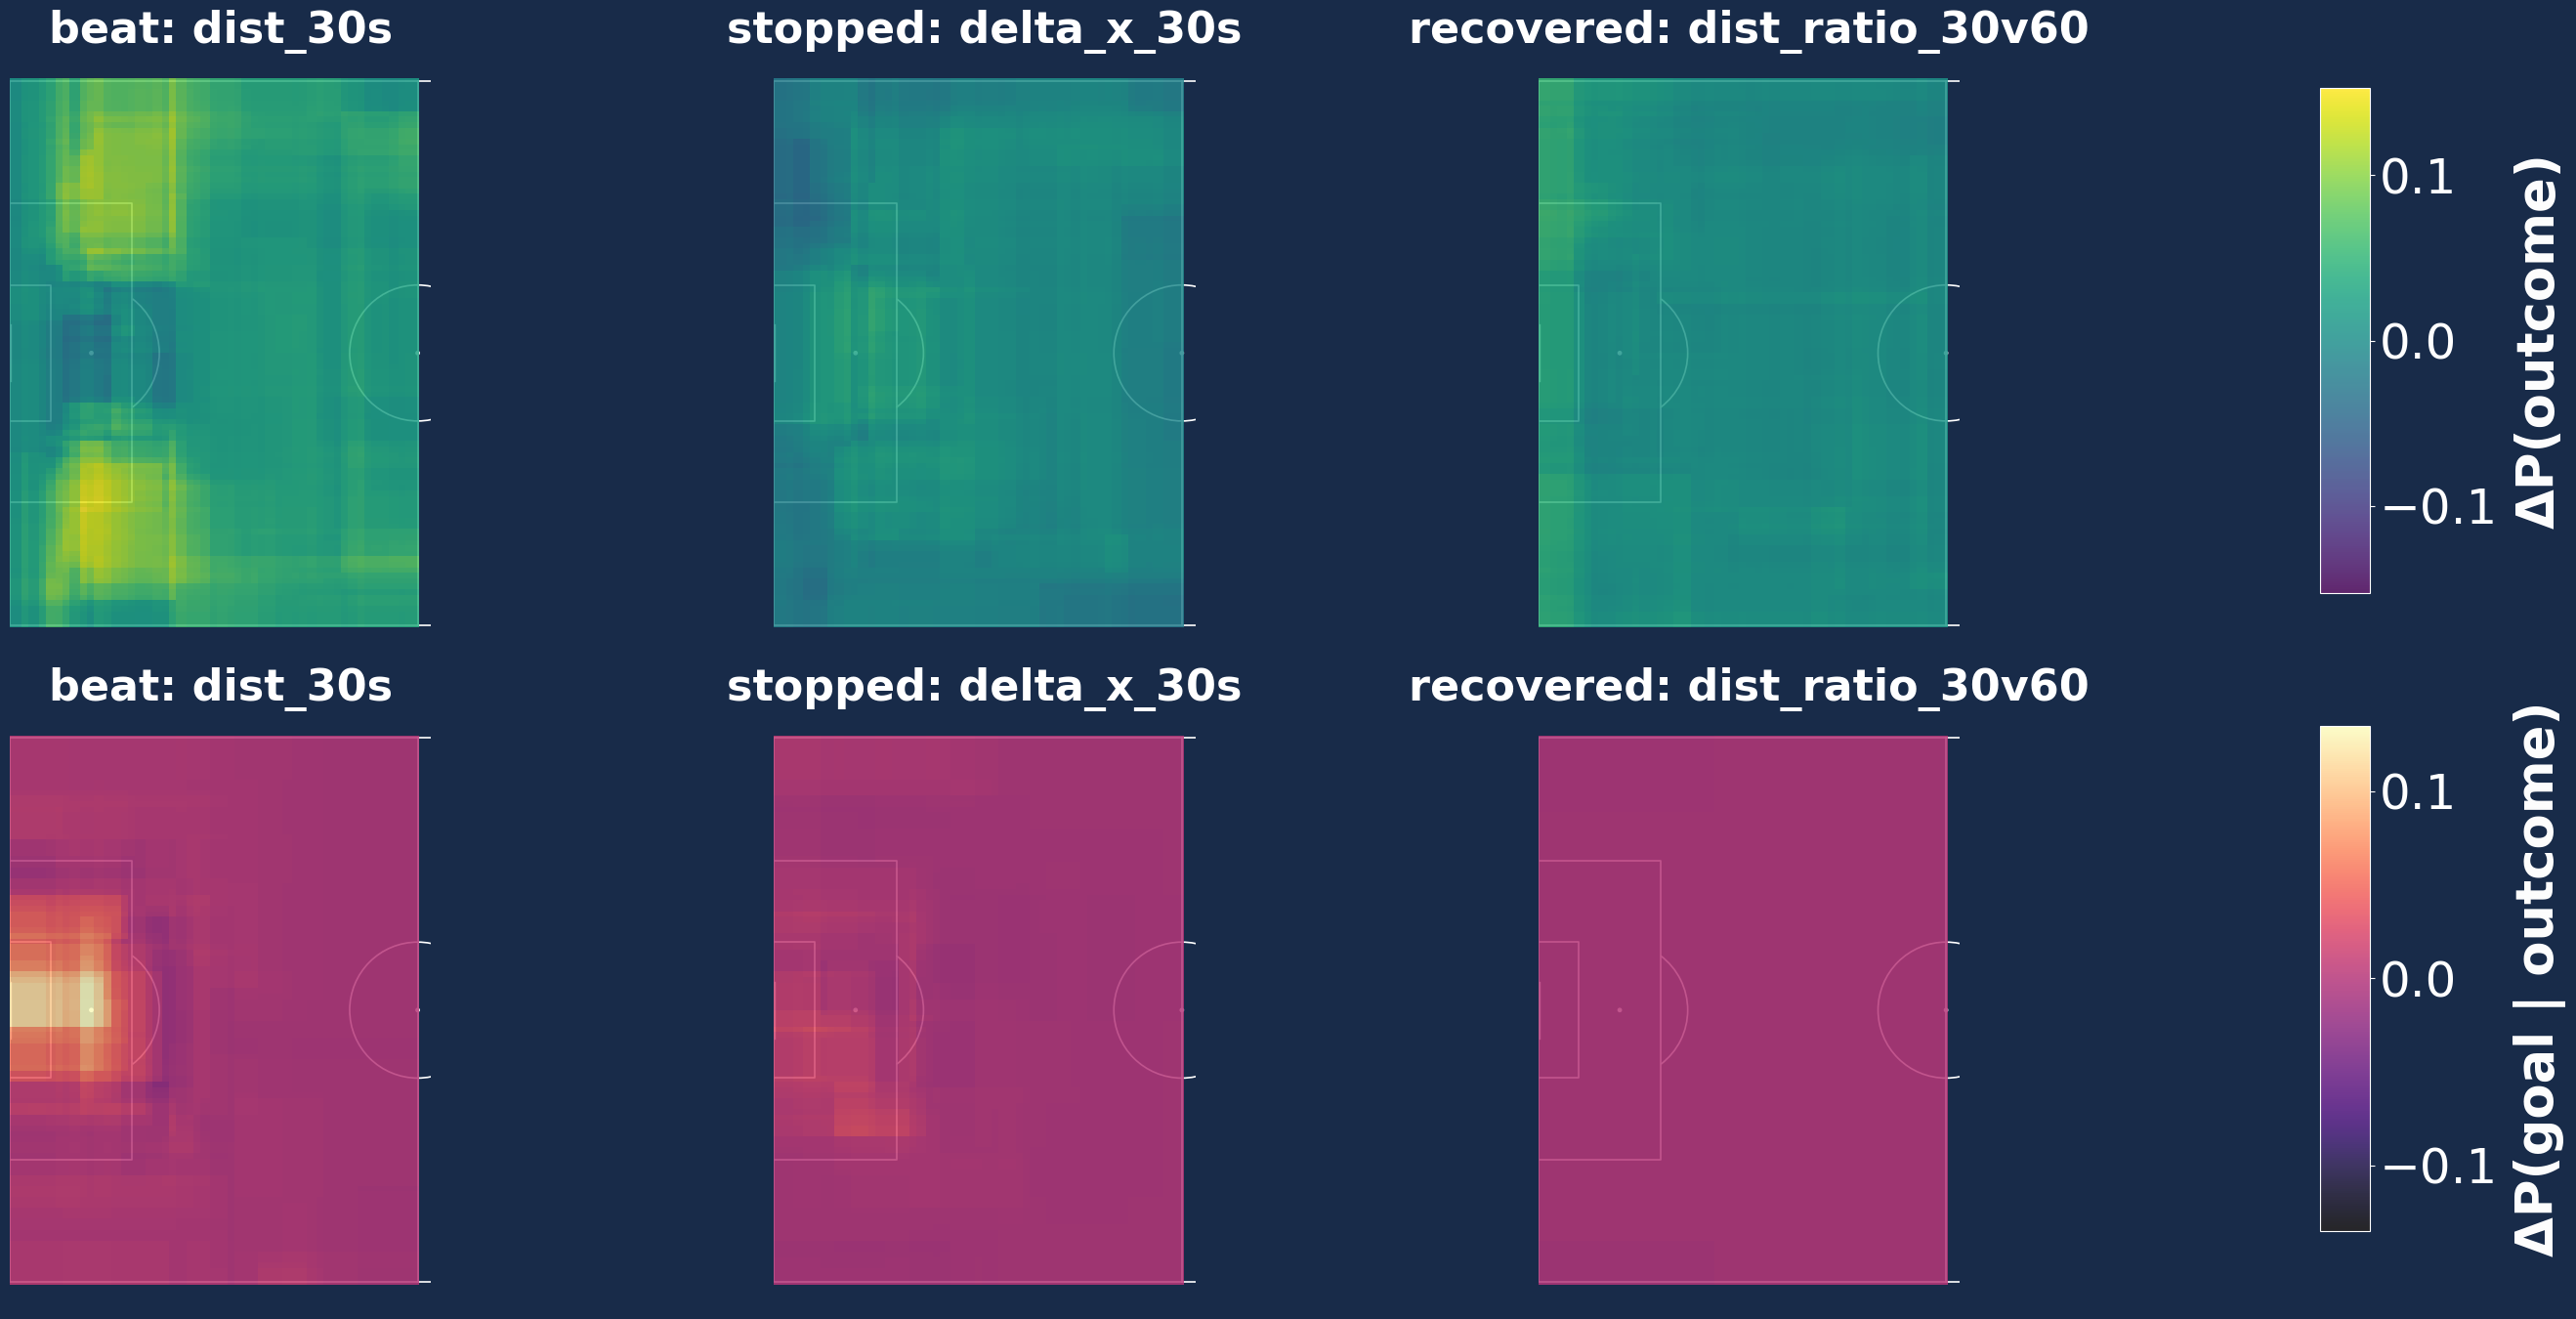 beat: dist_30s
stopped: delta_x_30s
recovered: dist_ratio_30v60
0.1
0.0
−0.1
ΔP(outcome)
beat: dist_30s
stopped: delta_x_30s
recovered: dist_ratio_30v60
0.1
0.0
−0.1
ΔP(goal | outcome)